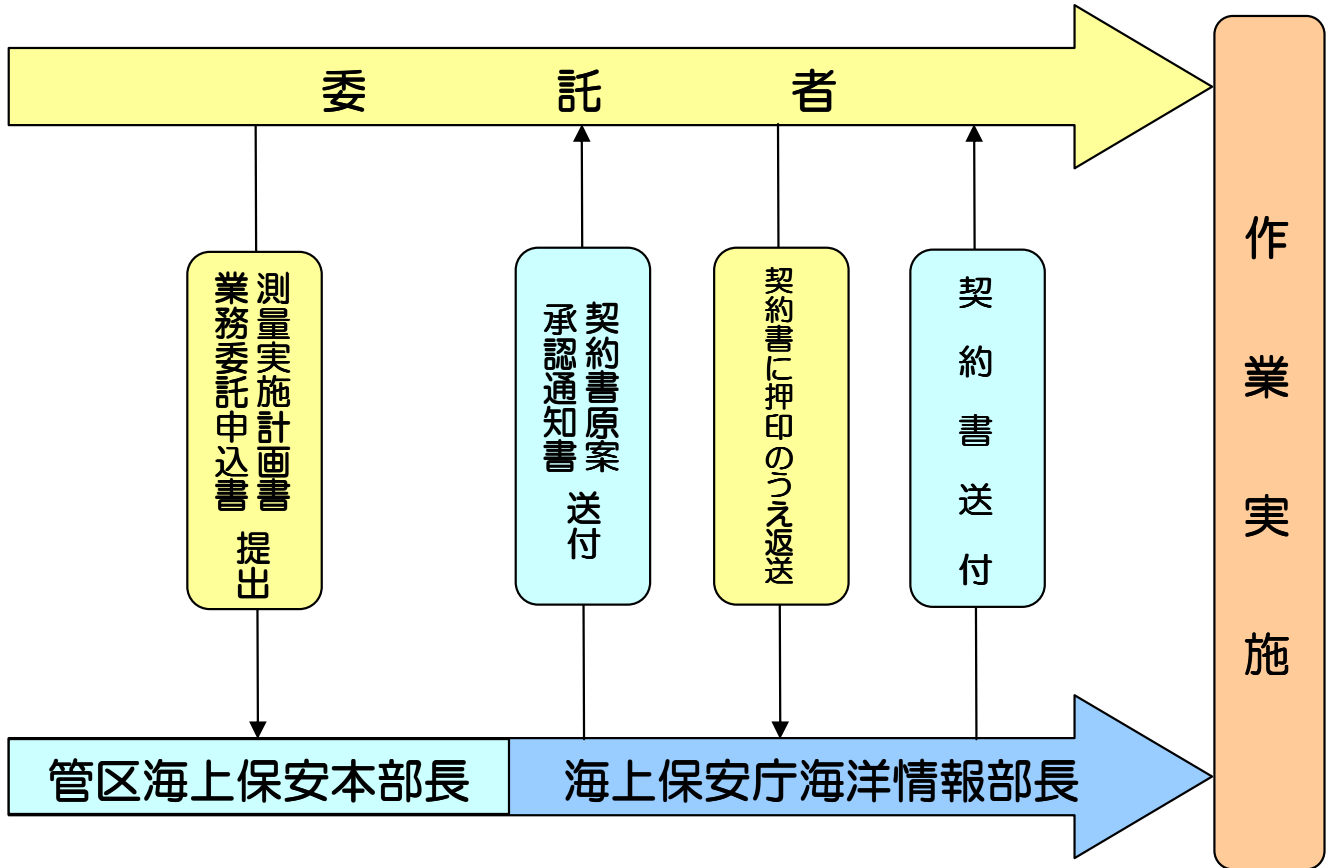 委託者
測量実施計画書
業務委託申込書
提出
契約書原案
承認通知書
送付
契約書に押印のうえ返送
契約書送付
作業実施
管区海上保安本部長
海上保安庁海洋情報部長